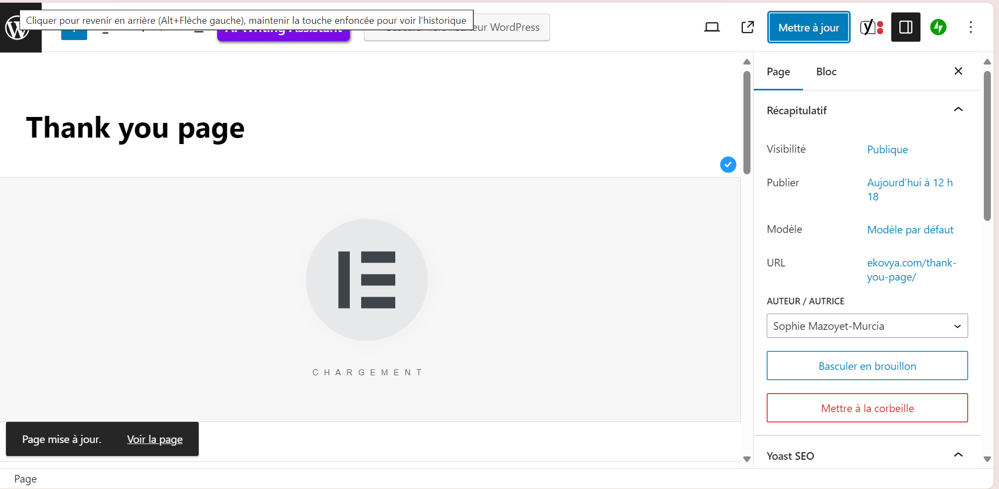 Cliquer pour revenir en arrière (Alt+Flèche gauche), maintenir la touche enfoncée pour voir l'historique
AI Writing Assistant
WordPress
Mettre à jour
Page
Bloc
Thank you page
Récapitulatif
Visibilité
Publique
Publier
Aujourd’hui à 12 h
18
Modèle
Modèle par défaut
URL
ekovya.com/thank-
you-page/
AUTEUR / AUTRICE
Sophie Mazoyet-Murcia
Basculer en brouillon
Mettre à la corbeille
CHARGEMENT
Page mise à jour.
Voir la page
Yoast SEO
Page